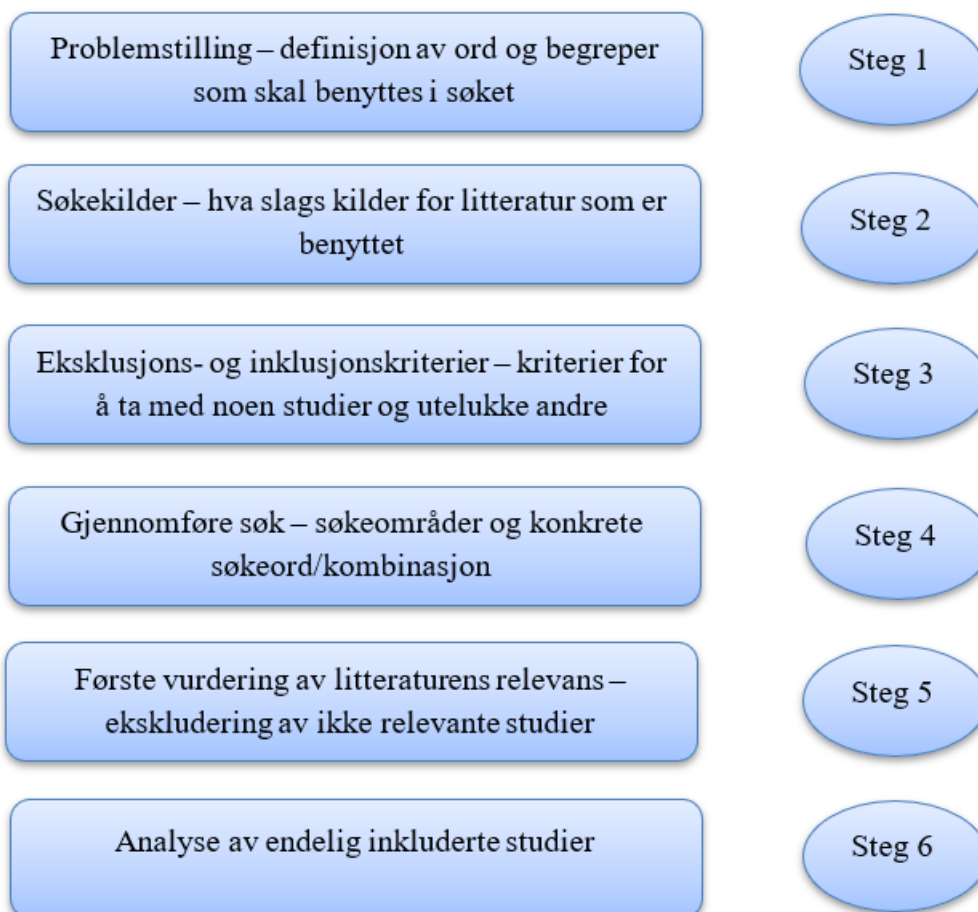 Problemstilling – definisjon av ord og begreper
som skal benyttes i søket
Steg 1
Søkekilder – hva slags kilder for litteratur som er
benyttet
Steg 2
Eksklusjons- og inklusjonskriterier – kriterier for
å ta med noen studier og utelukke andre
Steg 3
Gjennomføre søk – søkeområder og konkrete
søkeord/kombinasjon
Steg 4
Første vurdering av litteraturens relevans –
ekskludering av ikke relevante studier
Steg 5
Analyse av endelig inkluderte studier
Steg 6